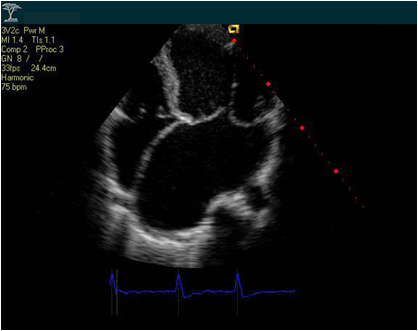 3V2c Pwr M
MI 1.4 TIs 1.1
Comp 2 PProc 3
GN 8 / /
33fps 24.4cm
Harmonic
75 bpm